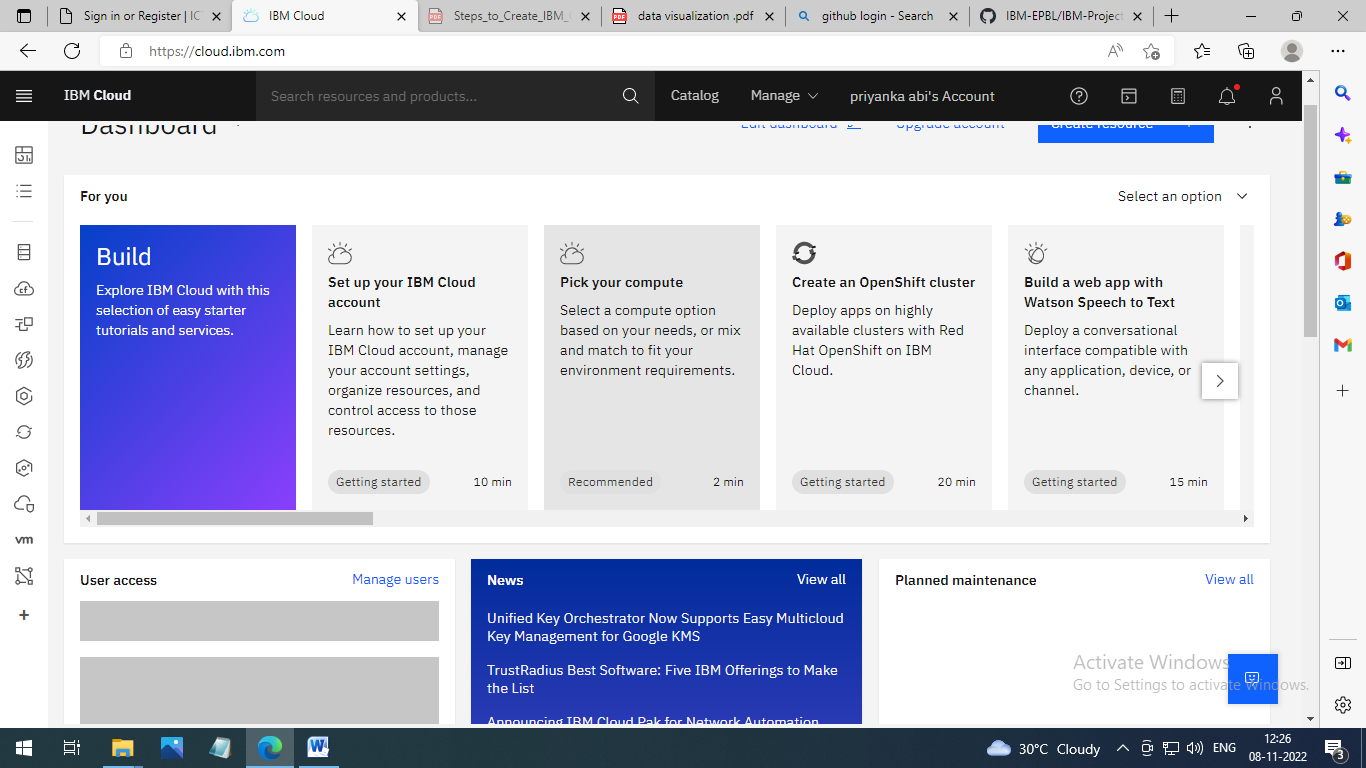 Sign in or Register | IC
IBM Cloud
Steps_to_Create_IBM_
data visualization .pdf
github login - Search
IBM-EPBL/IBM-Project
https://cloud.ibm.com
IBM Cloud
Search resources and products...
Catalog
Manage
priyanka abi's Account
Dashboard
Edit dashboard
Upgrade account
Create resource
For you
Select an option
Build
Explore IBM Cloud with this
selection of easy starter
tutorials and services.
Set up your IBM Cloud
account
Learn how to set up your
IBM Cloud account, manage
your account settings,
organize resources, and
control access to those
resources.
Getting started
10 min
Pick your compute
Select a compute option
based on your needs, or mix
and match to fit your
environment requirements.
Recommended
2 min
Create an OpenShift cluster
Deploy apps on highly
available clusters with Red
Hat OpenShift on IBM
Cloud.
Getting started
20 min
Build a web app with
Watson Speech to Text
Deploy a conversational
interface compatible with
any application, device, or
channel.
Getting started
15 min
vm
User access
Manage users
News
View all
Unified Key Orchestrator Now Supports Easy Multicloud
Key Management for Google KMS
TrustRadius Best Software: Five IBM Offerings to Make
the List
Announcing IBM Cloud Pak for Network Automation
Planned maintenance
View all
Activate Windows
Go to Settings to activate Windows.
30°C Cloudy
ENG
12:26
08-11-2022
3